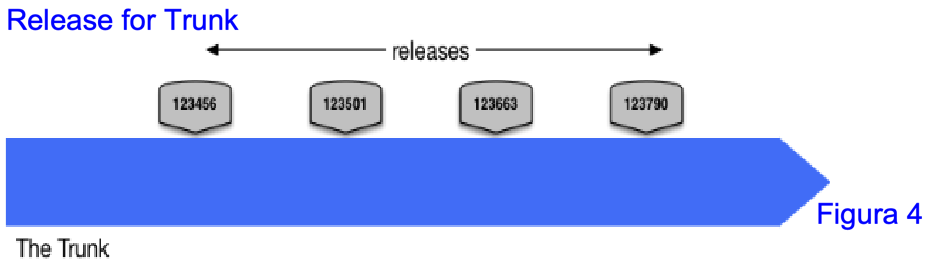 Release for Trunk
releases
123456 123501 123663 123790
Figura 4
The Trunk